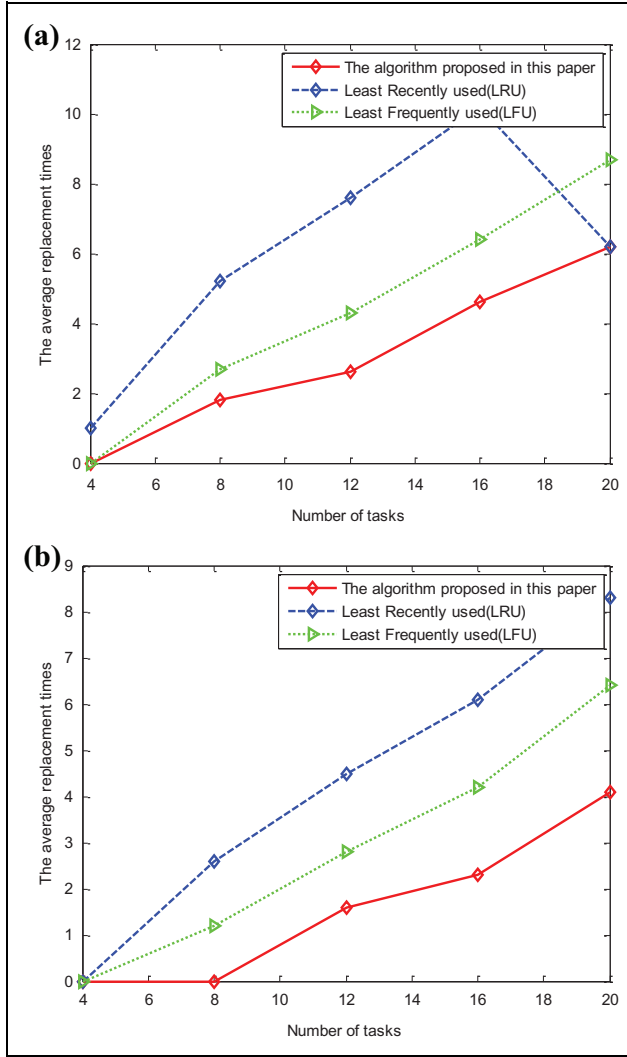 (a)
12
10
8
6
4
2
0
The average replacement times
The algorithm proposed in this paper
Least Recently used(LRU)
Least Frequently used(LFU)
4 6 8 10 12 14 16 18 20
Number of tasks
(b)
9
8
7
6
5
4
3
2
1
0
The average replacement times
The algorithm proposed in this paper
Least Recently used(LRU)
Least Frequently used(LFU)
4 6 8 10 12 14 16 18 20
Number of tasks